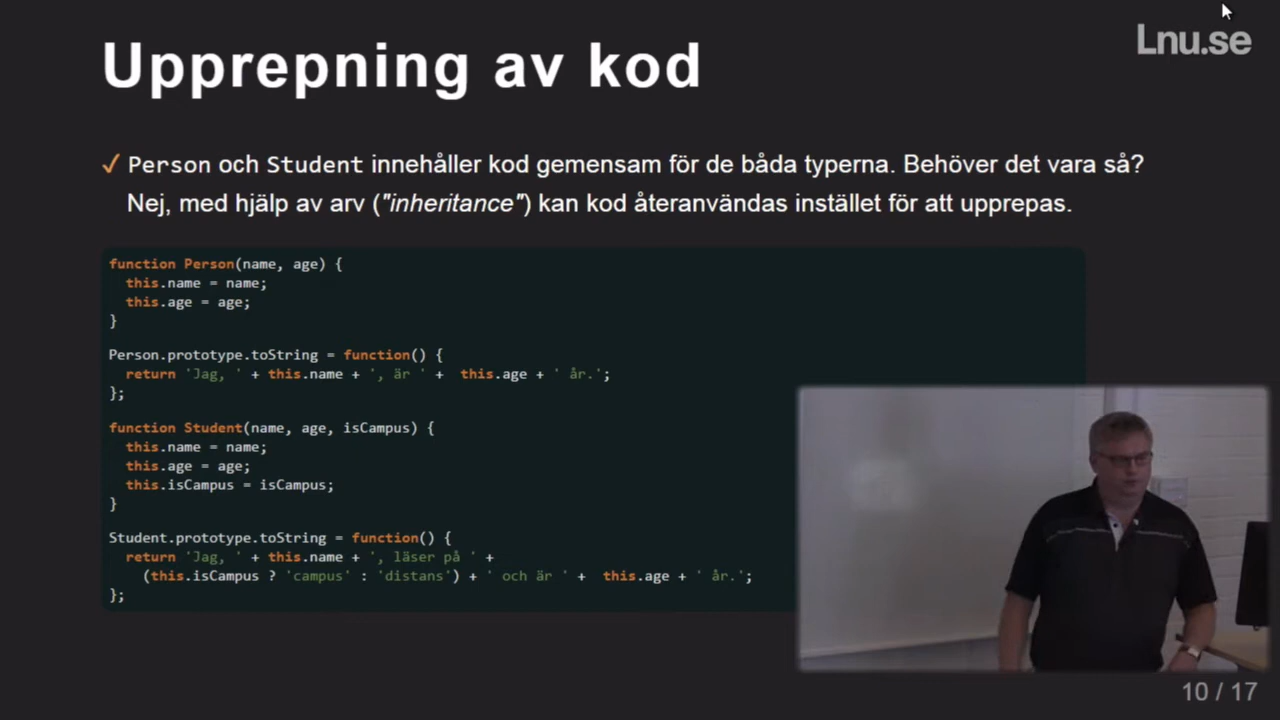 Lnu.se
Upprepning av kod
✓ Person och Student innehåller kod gemensam för de båda typerna. Behöver det vara så?
Nej, med hjälp av arv ("inheritance") kan kod återanvändas istället för att upprepas.
function Person(name, age) {
  this.name = name;
  this.age = age;
}
Person.prototype.toString = function() {
  return 'Jag, ' + this.name + ', är ' +  this.age + ' år.';
};
function Student(name, age, isCampus) {
  this.name = name;
  this.age = age;
  this.isCampus = isCampus;
}
Student.prototype.toString = function() {
  return 'Jag, ' + this.name + ', läser på ' +
    (this.isCampus ? 'campus' : 'distans') + ' och är ' +  this.age + ' år.';
};
10 / 17